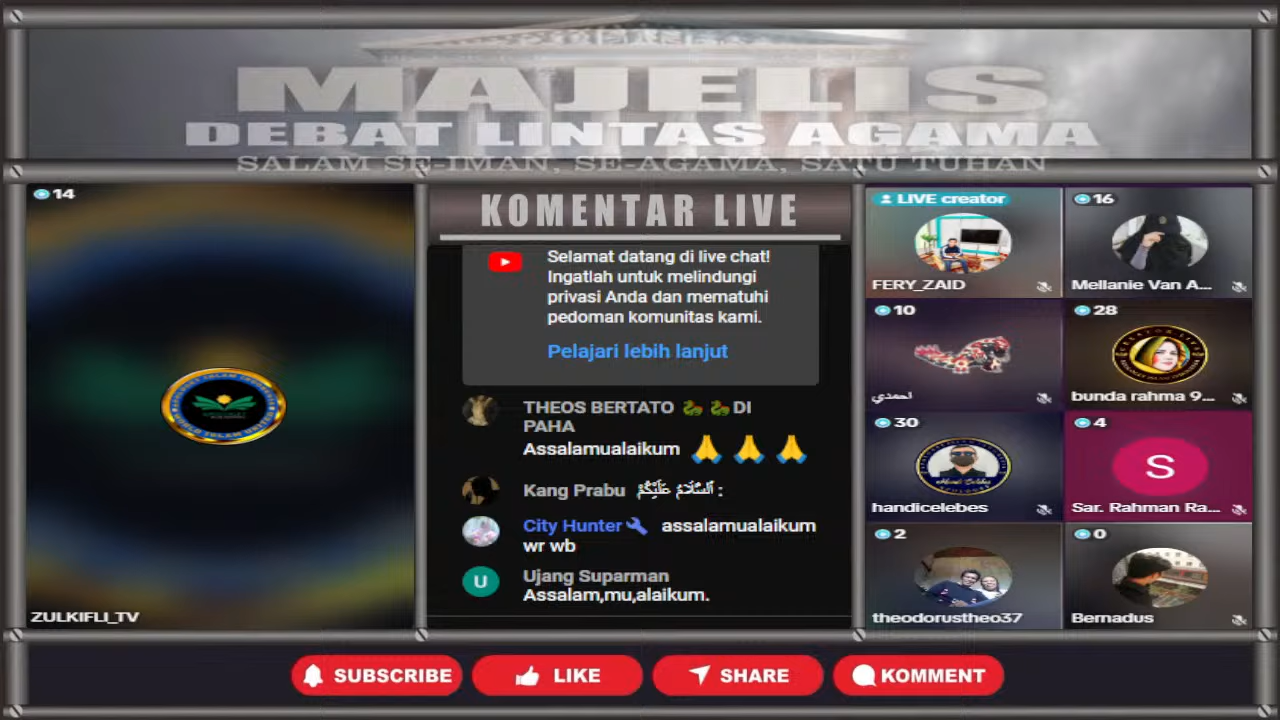 MAJELIS
DEBAT LINTAS AGAMA
SALAM SE-IMAN, SE-AGAMA, SATU TUHAN
14
ZULKIFLI_TV
KOMENTAR LIVE
Selamat datang di live chat!
Ingatlah untuk melindungi
privasi Anda dan mematuhi
pedoman komunitas kami.
Pelajari lebih lanjut
THEOS BERTATO 🐉 🐉DI
PAHA
Assalamualaikum 🙏 🙏 🙏
Kang Prabu اَلسَّلَامُ عَلَيْكُمْ :
City Hunter🔧 assalamualaikum
wr wb
U
Ujang Suparman
Assalam,mu,alaikum.
LIVE creator
FERY_ZAID
16
Mellanie Van A...
10
احمدي
28
bunda rahma 9...
30
handicelebes
4
S
Sar. Rahman Ra...
2
theodorustheo37
0
Bernadus
SUBSCRIBE
LIKE
SHARE
KOMMENT